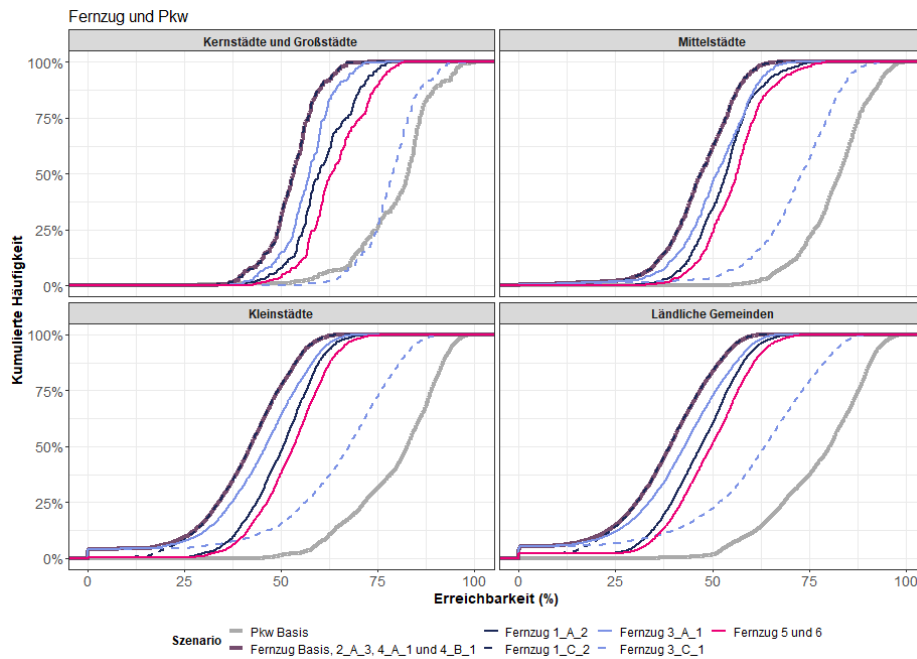 Fernzug und Pkw
Kernstädte und Großstädte
Mittelstädte
100%
75%
50%
25%
0%
Kleinstädte
Ländliche Gemeinden
100%
75%
50%
25%
0%
Kumulierte Häufigkeit
0 25 50 75 100 0 25 50 75 100
Erreichbarkeit (%)
Szenario
Pkw Basis
Fernzug Basis, 2_A_3, 4_A_1 und 4_B_1
Fernzug 1_A_2
Fernzug 1_C_2
Fernzug 3_A_1
Fernzug 3_C_1
Fernzug 5 und 6